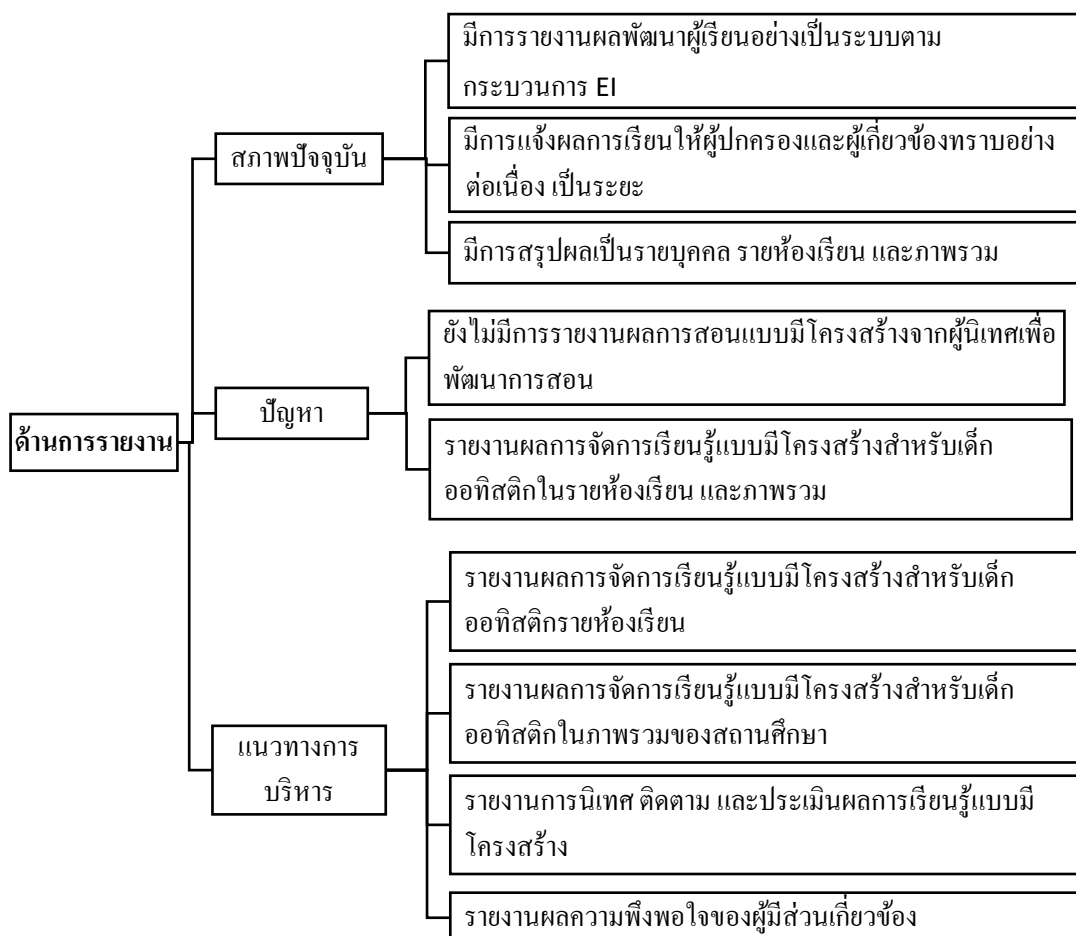 มีการรายงานผลพัฒนาผู้เรียนอย่างเป็นระบบตาม
กระบวนการ EI
สภาพปัจจุบัน
มีการแจ้งผลการเรียนให้ผู้ปกครองและผู้เกี่ยวข้องทราบอย่าง
ต่อเนื่อง เป็นระยะ
มีการสรุปผลเป็นรายบุคคล รายห้องเรียน และภาพรวม
ด้านการรายงาน
ปัญหา
ยังไม่มีการรายงานผลการสอนแบบมีโครงสร้างจากผู้นิเทศเพื่อ
พัฒนาการสอน
รายงานผลการจัดการเรียนรู้แบบมีโครงสร้างสำหรับเด็ก
ออทิสติกในรายห้องเรียน และภาพรวม
แนวทางการ
บริหาร
รายงานผลการจัดการเรียนรู้แบบมีโครงสร้างสำหรับเด็ก
ออทิสติกรายห้องเรียน
รายงานผลการจัดการเรียนรู้แบบมีโครงสร้างสำหรับเด็ก
ออทิสติกในภาพรวมของสถานศึกษา
รายงานการนิเทศ ติดตาม และประเมินผลการเรียนรู้แบบมี
โครงสร้าง
รายงานผลความพึงพอใจของผู้มีส่วนเกี่ยวข้อง